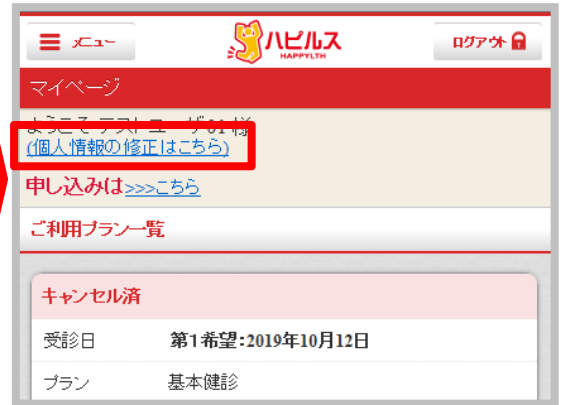 メニュー
ハピルス
HAPPYLTH
ログアウト
マイページ
ようこそ テストユーザ01 様
(個人情報の修正はこちら)
申し込みは>>>こちら
ご利用プラン一覧
キャンセル済
受診日 第1希望：2019年10月12日
プラン 基本健診